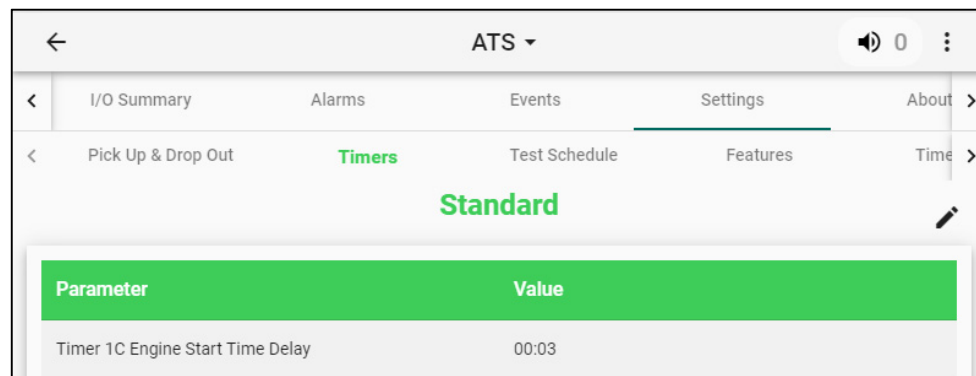 ATS 0
I/O Summary Alarms Events Settings About
Pick Up & Drop Out Timers Test Schedule Features Time
Standard
Parameter Value
Timer 1C Engine Start Time Delay 00:03